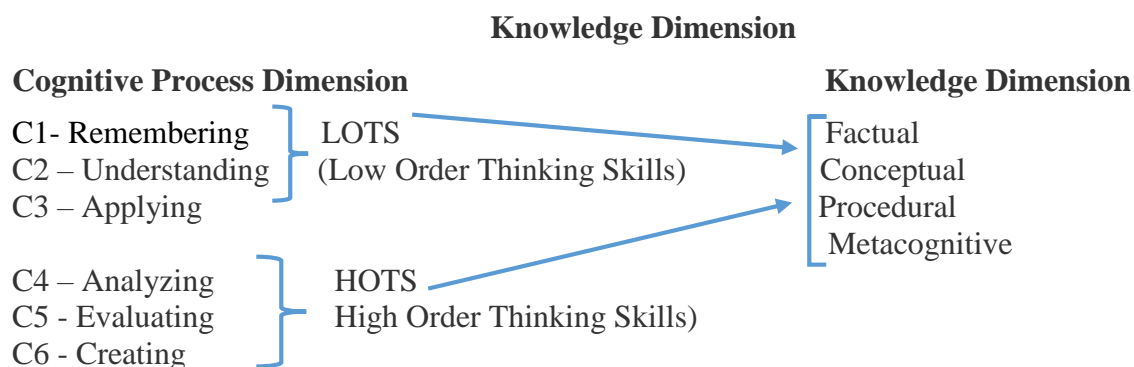 Knowledge Dimension
Cognitive Process Dimension Knowledge Dimension
C1- Remembering LOTS Factual
C2 – Understanding (Low Order Thinking Skills) Conceptual
C3 – Applying Procedural
Metacognitive
C4 – Analyzing HOTS
C5 - Evaluating High Order Thinking Skills)
C6 - Creating